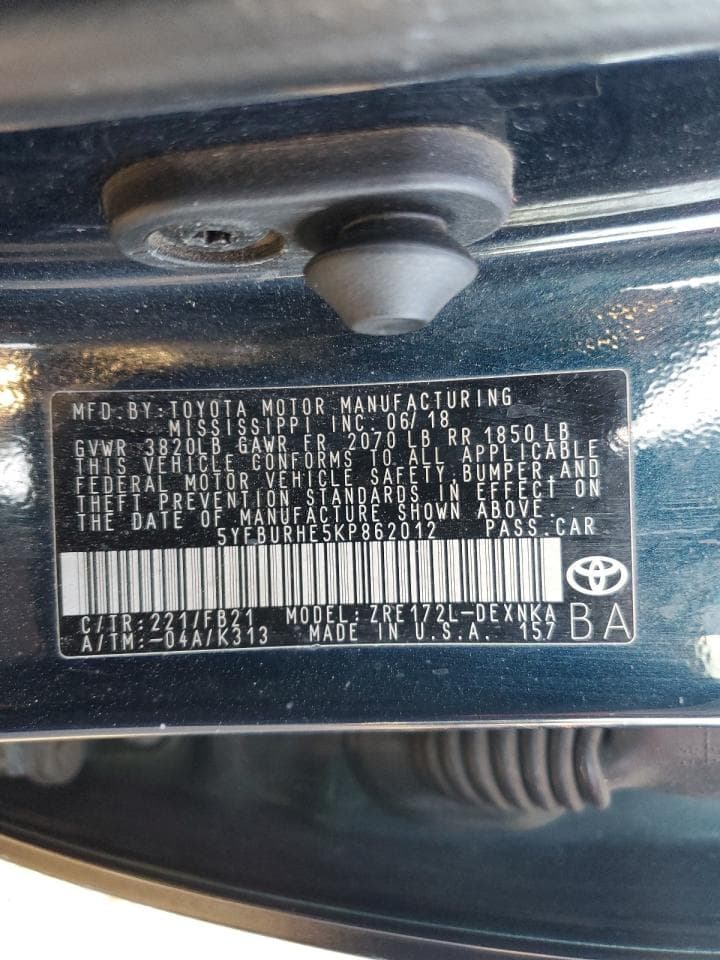 MFD. BY: TOYOTA MOTOR MANUFACTURING
MISSISSIPPI INC. 06/18
GVWR 3820LB GAWR FR 2070 LB RR 1850 LB
THIS VEHICLE CONFORMS TO ALL APPLICABLE
FEDERAL MOTOR VEHICLE SAFETY, BUMPER, AND
THEFT PREVENTION STANDARDS IN EFFECT ON
THE DATE OF MANUFACTURE SHOWN ABOVE.
5YFBURHE5KP862012 PASS. CAR
C/TR: 221/FB21 MODEL: ZRE172L-DEXNKA
A/TM: -04A/K313 MADE IN U.S.A. 157 BA